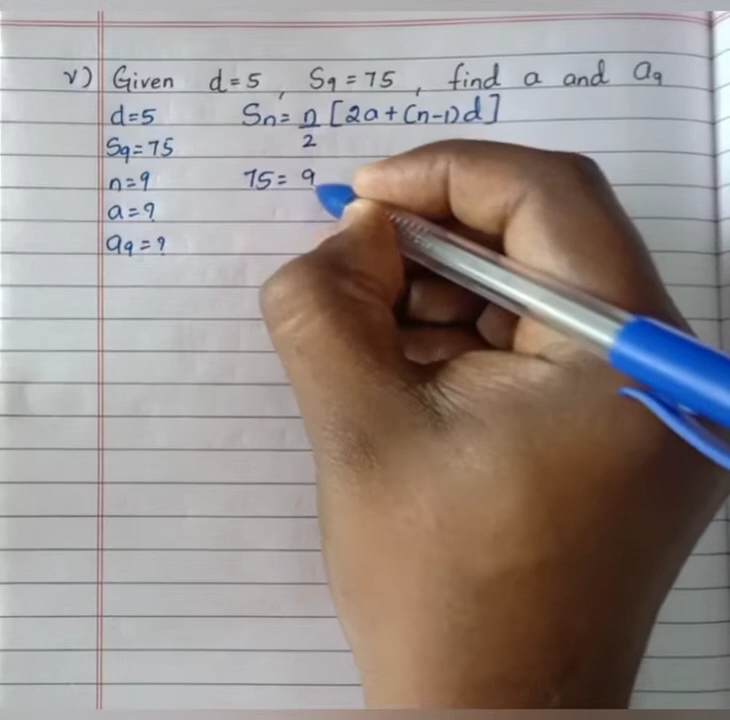 v) Given d=5, S9=75, find a and a9
d=5 Sn= n/2 [2a+(n-1)d]
S9=75
n=9 75= 9
a=?
a9=?